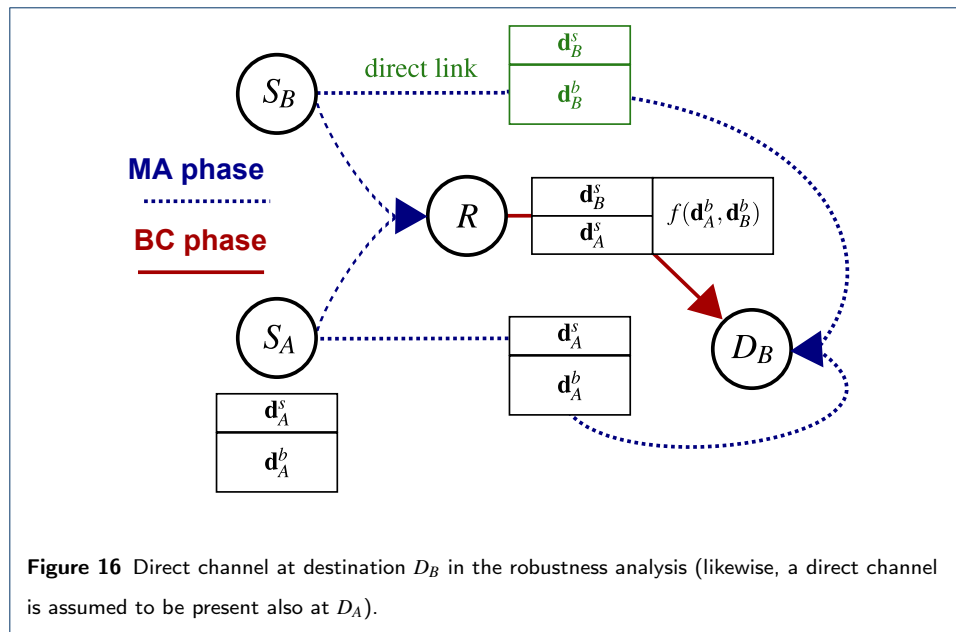 𝐝_B^s
direct link
S_B
𝐝_B^b
MA phase
R
𝐝_B^s
f(𝐝_A^b, 𝐝_B^b)
𝐝_A^s
BC phase
S_A
𝐝_A^s
D_B
𝐝_A^b
𝐝_A^s
𝐝_A^b
Figure 16 Direct channel at destination D_B in the robustness analysis (likewise, a direct channel
is assumed to be present also at D_A).